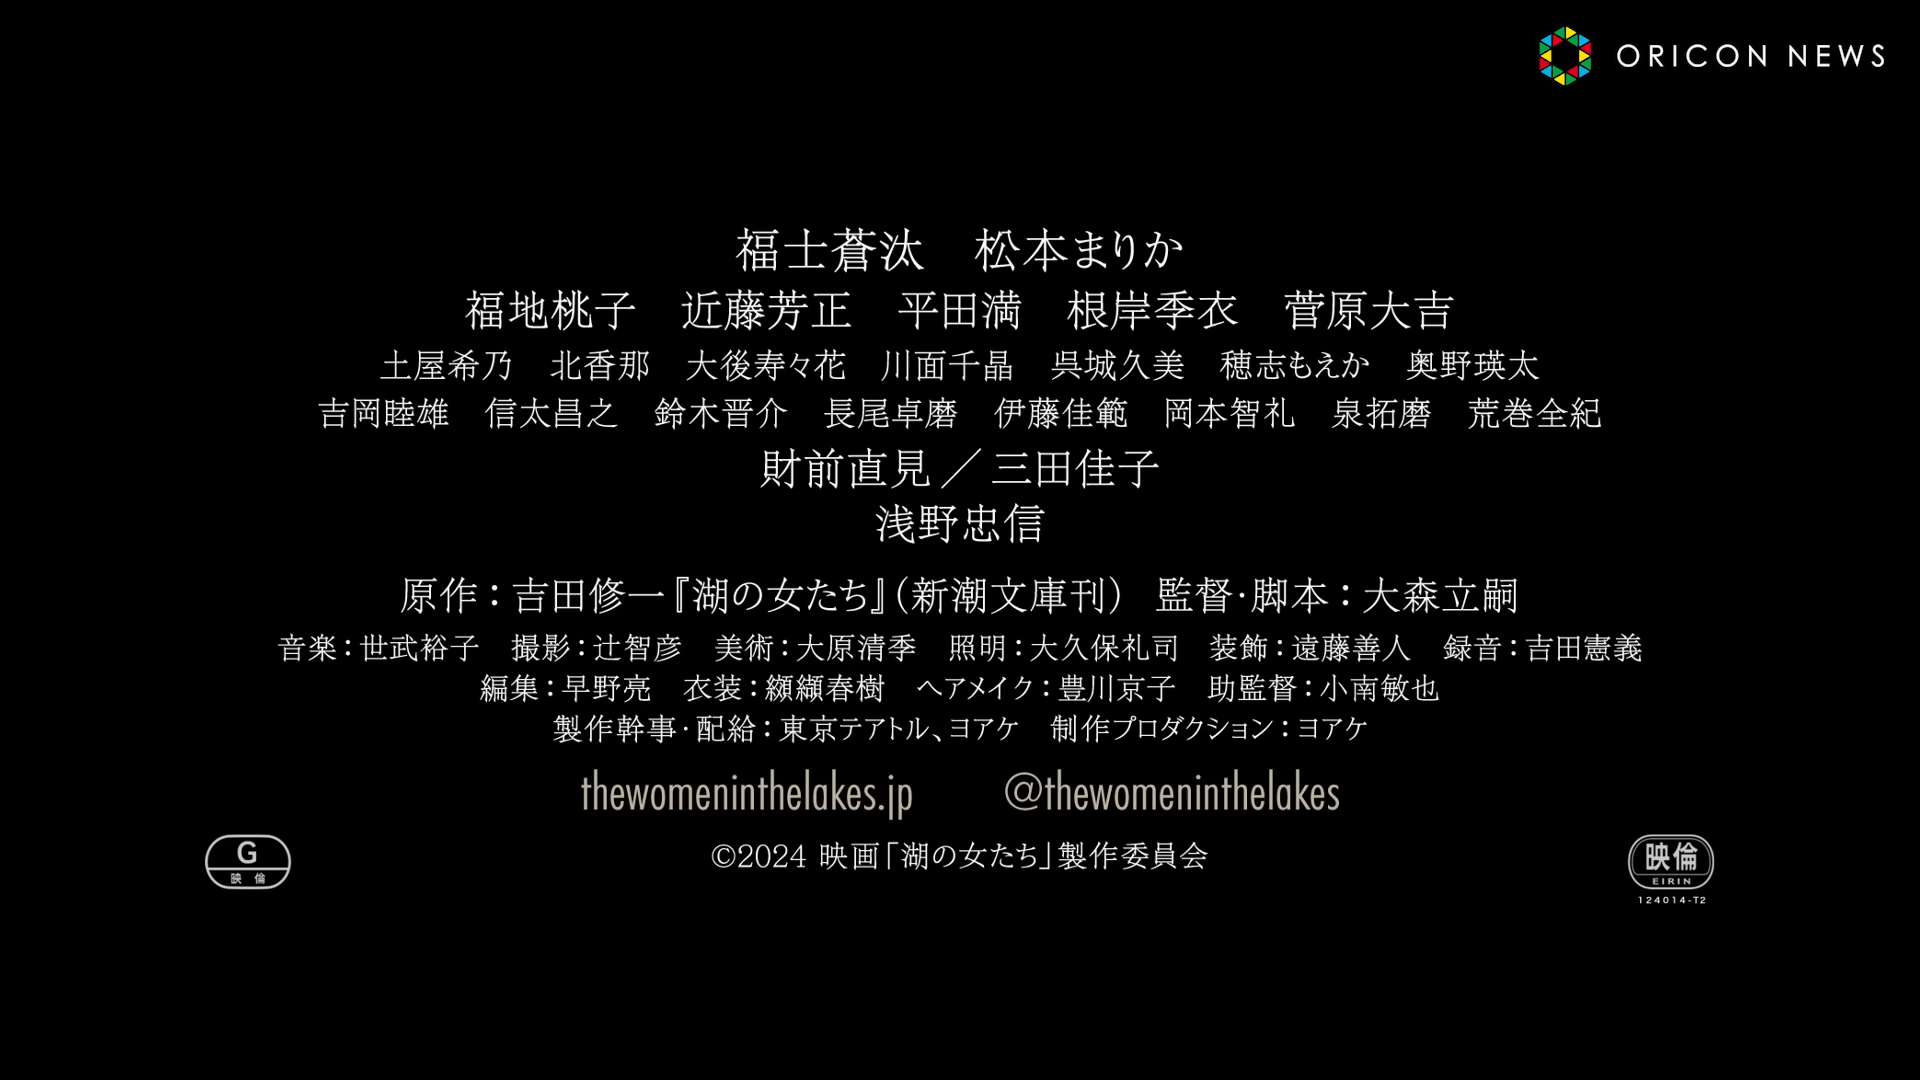 ORICON NEWS
福士蒼汰　松本まりか
福地桃子　近藤芳正　平田満　根岸季衣　菅原大吉
土屋希乃　北香那　大後寿々花　川面千晶　呉城久美　穂志もえか　奥野瑛太
吉岡睦雄　信太昌之　鈴木晋介　長尾卓磨　伊藤佳範　岡本智礼　泉拓磨　荒巻全紀
財前直見／三田佳子
浅野忠信
原作：吉田修一『湖の女たち』（新潮文庫刊）　監督・脚本：大森立嗣
音楽：世武裕子　撮影：辻智彦　美術：大原清季　照明：大久保礼司　装飾：遠藤善人　録音：吉田憲義
編集：早野亮　衣装：纐纈春樹　ヘアメイク：豊川京子　助監督：小南敏也
製作幹事・配給：東京テアトル、ヨアケ　制作プロダクション：ヨアケ
thewomeninthelakes.jp　@thewomeninthelakes
©2024 映画「湖の女たち」製作委員会
G
映倫
映倫
EIRIN
124014-T2